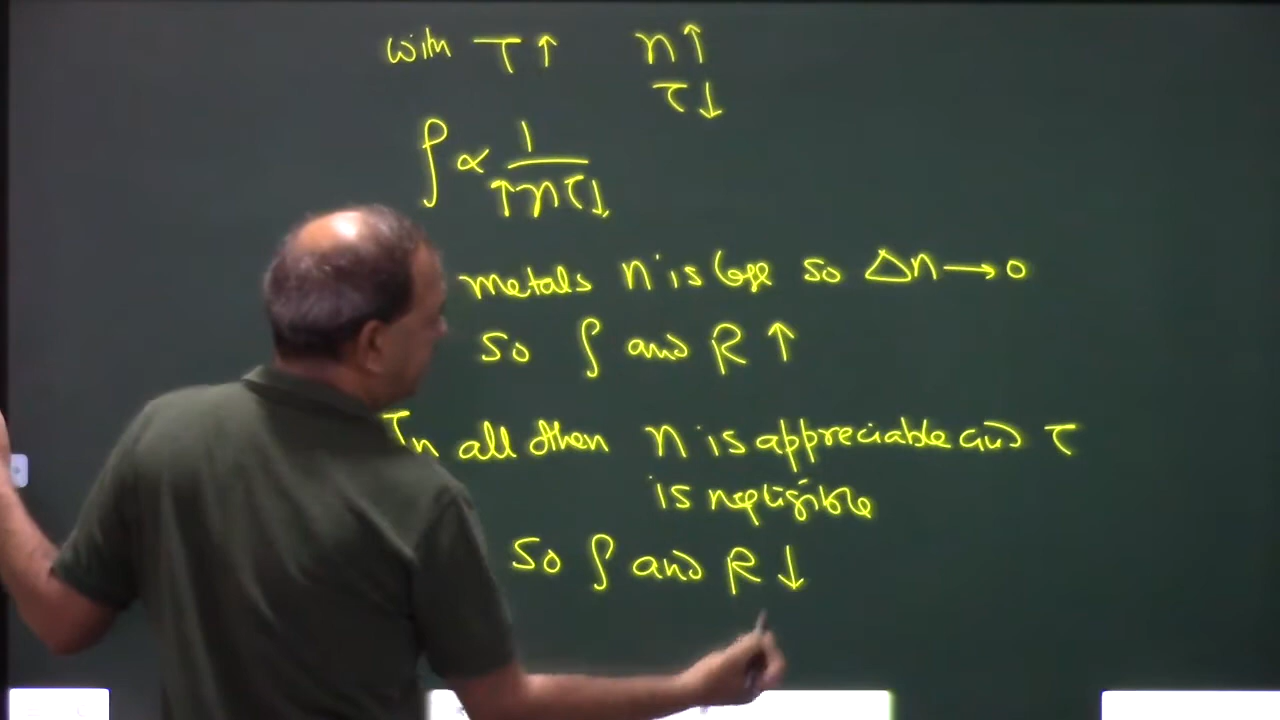 with T↑ n↑
τ↓
ρ ∝ 1/↑nτ↓
metals n is large so Δn → 0
so ρ and R ↑
In all other n is appreciable and τ
is negligible
so ρ and R ↓